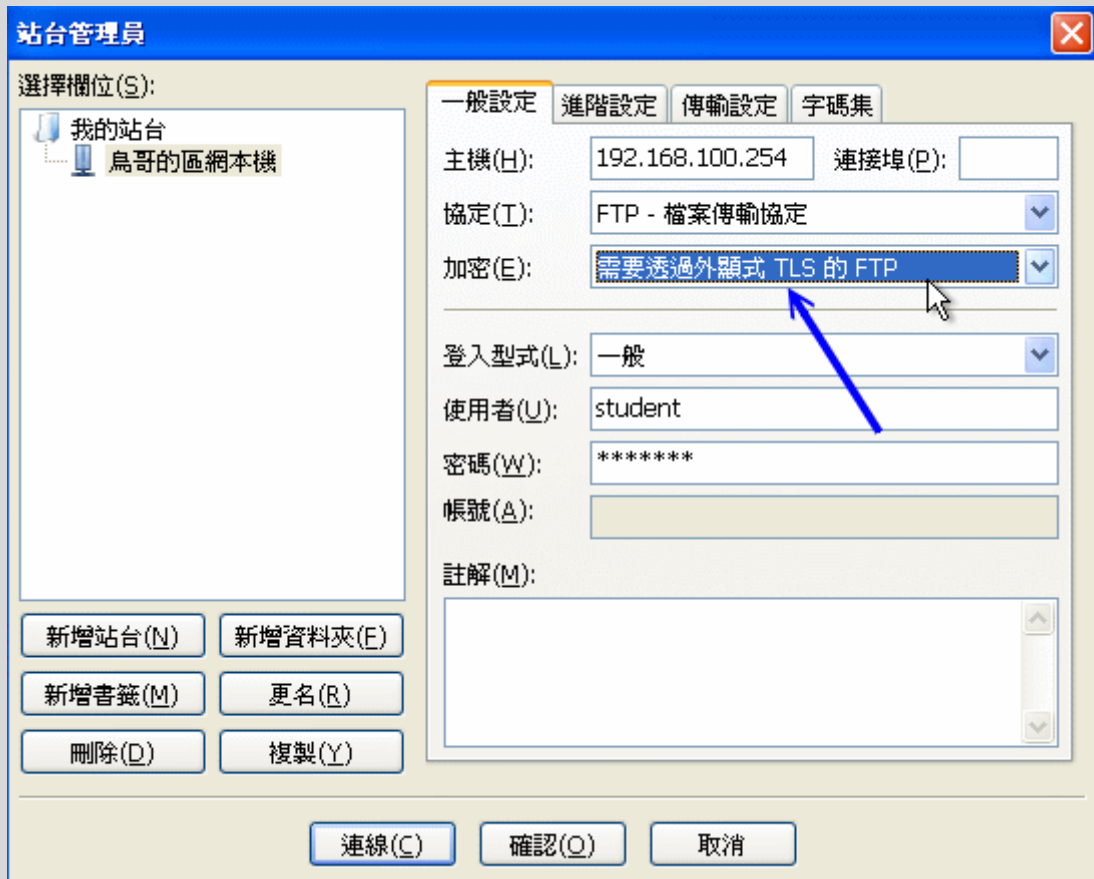 站台管理員
選擇欄位(S):
我的站台
鳥哥的區網本機
新增站台(N) 新增資料夾(F)
新增書籤(M) 更名(R)
刪除(D) 複製(Y)
一般設定 進階設定 傳輸設定 字碼集
主機(H): 192.168.100.254 連接埠(P):
協定(T): FTP - 檔案傳輸協定
加密(E): 需要透過外顯式 TLS 的 FTP
登入型式(L): 一般
使用者(U): student
密碼(W): *******
帳號(A):
註解(M):
連線(C) 確認(O) 取消